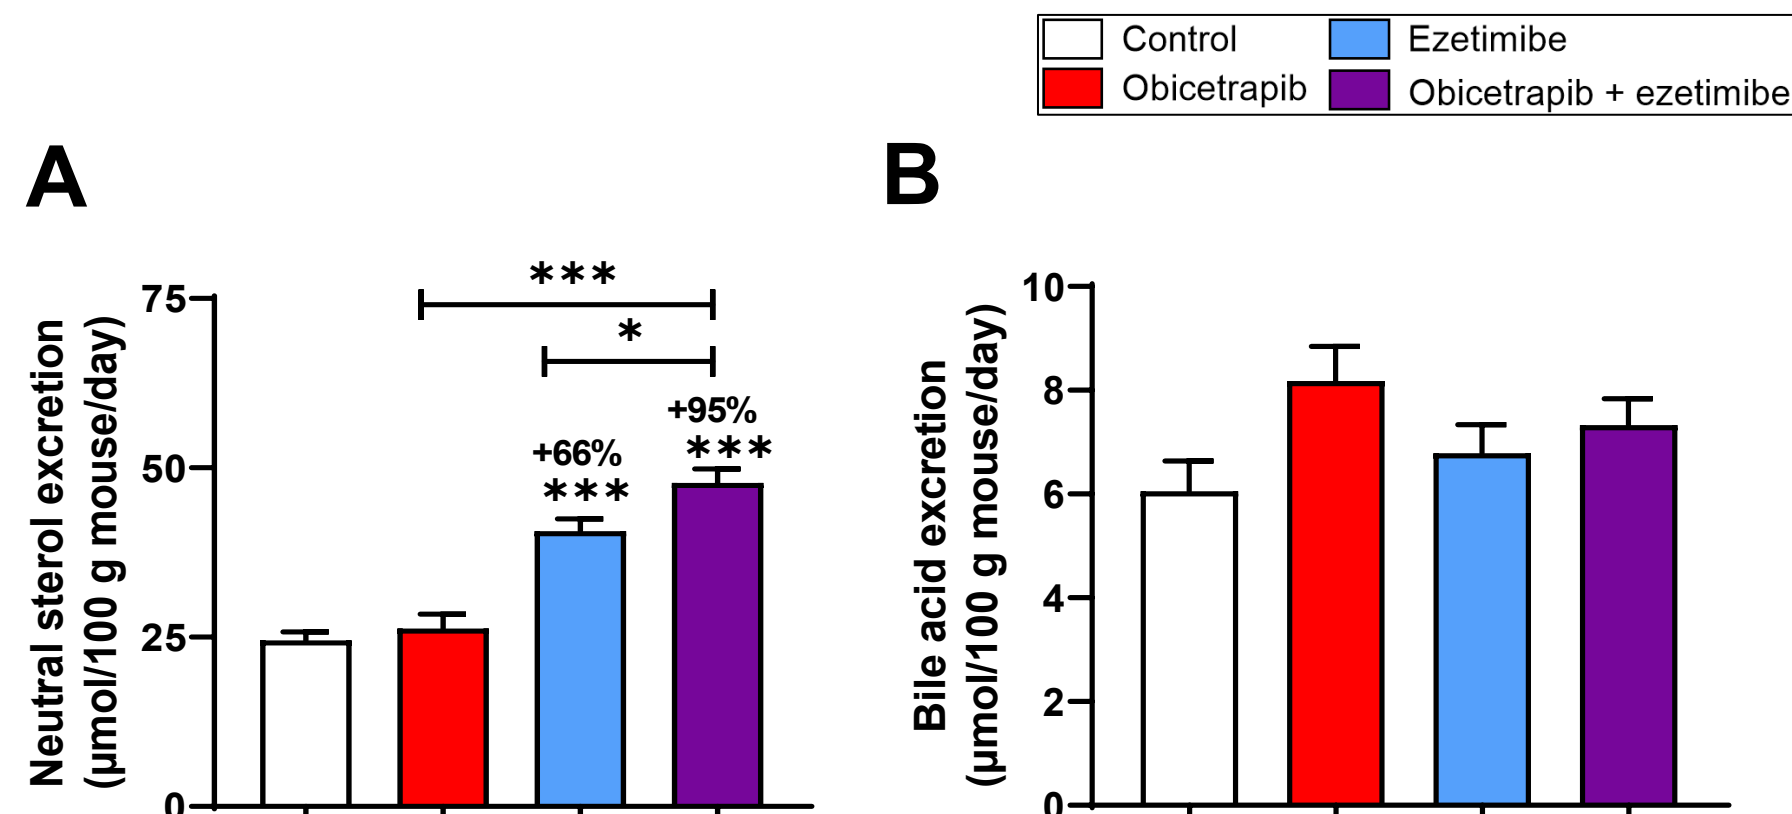 Control
Ezetimibe
Obicetrapib
Obicetrapib + ezetimibe
A
Neutral sterol excretion
(µmol/100 g mouse/day)
75
50
25
0
***
*
+66%
***
+95%
***
B
Bile acid excretion
(µmol/100 g mouse/day)
10
8
6
4
2
0